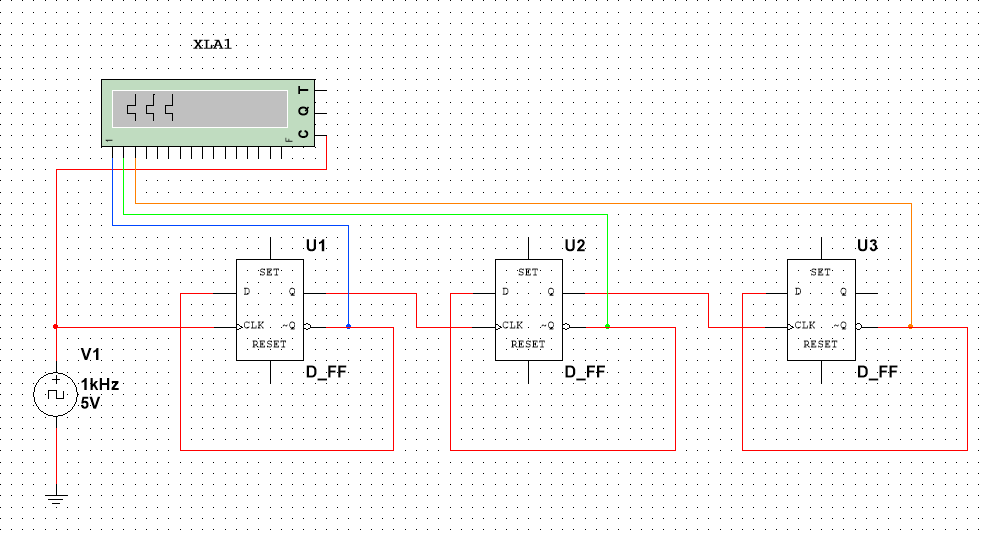 XLA1
T
Q
C
1
F
U1
SET
D
Q
CLK
~Q
RESET
D_FF
U2
SET
D
Q
CLK
~Q
RESET
D_FF
U3
SET
D
Q
CLK
~Q
RESET
D_FF
V1
1kHz
5V